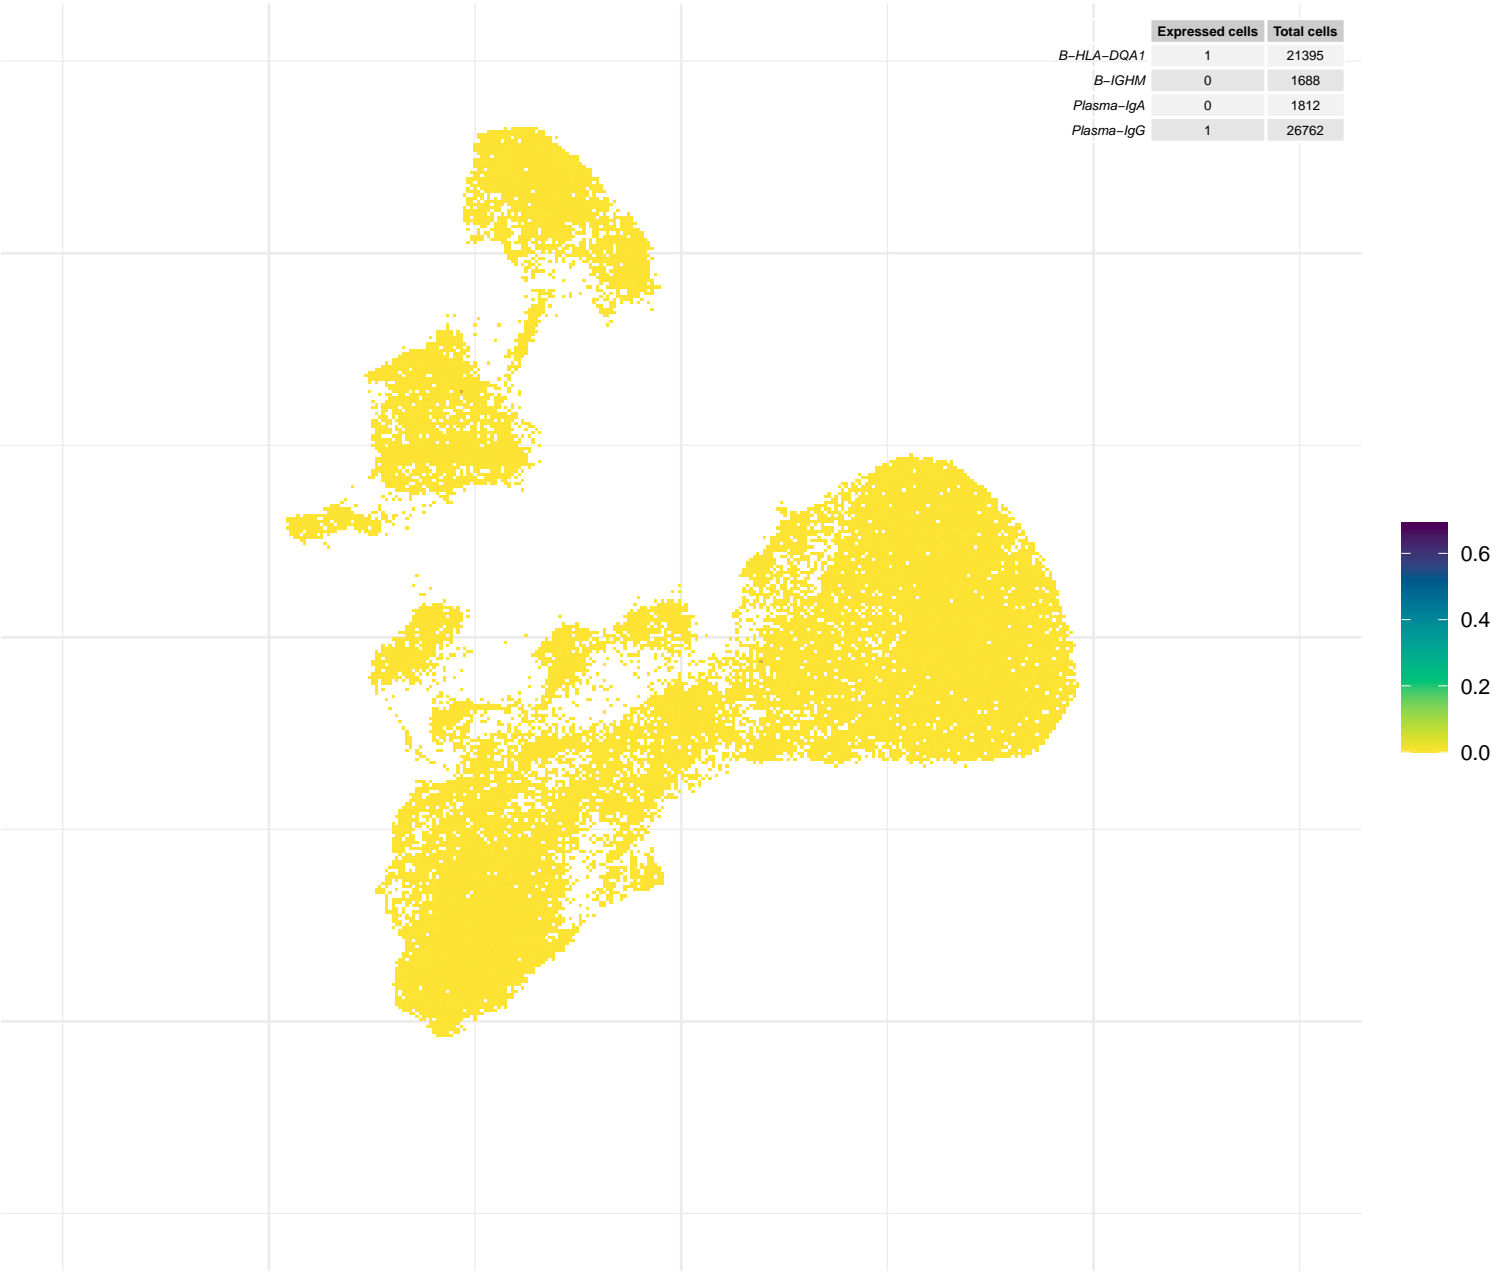 Expressed cells Total cells
B−HLA−DQA1 1 21395
B−IGHM 0 1688
Plasma−IgA 0 1812
Plasma−IgG 1 26762
0.6
0.4
0.2
0.0